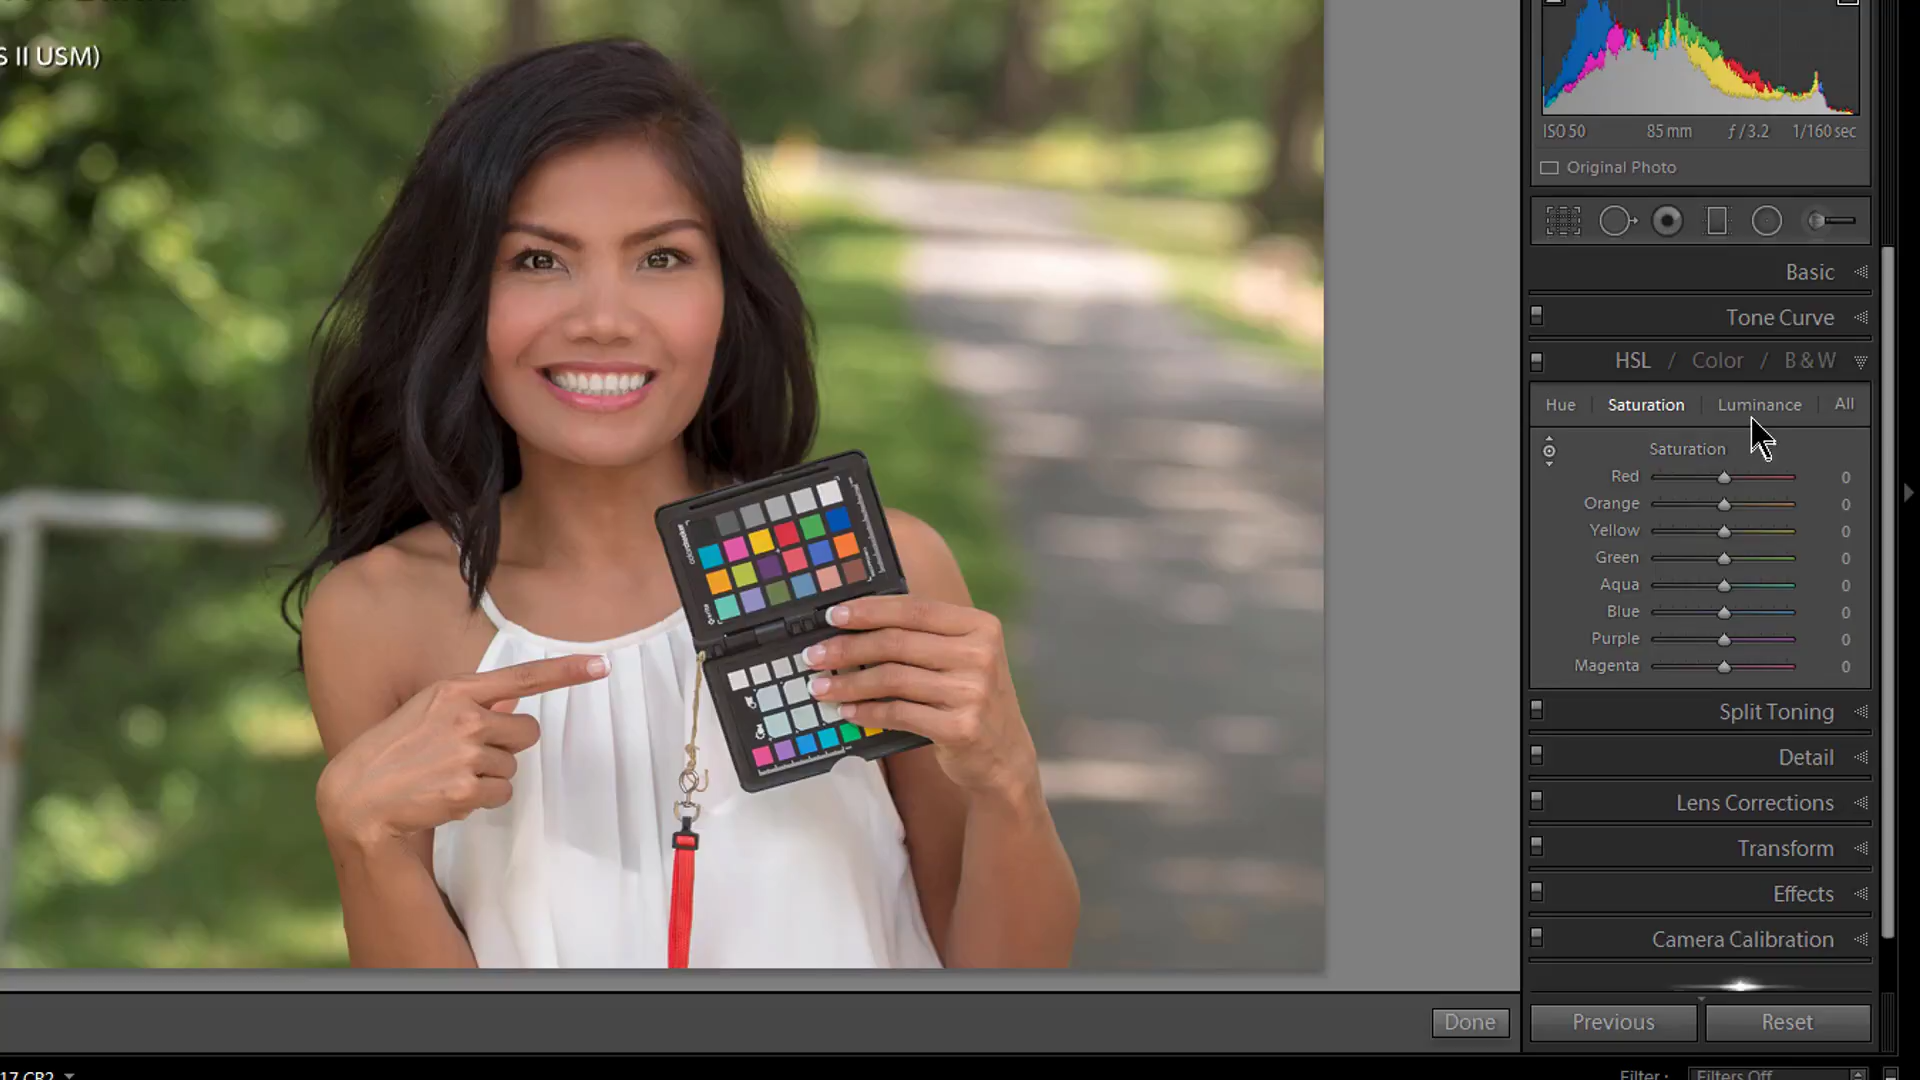 S II USM)
ISO 50 85 mm ƒ / 3.2 1/160 sec
Original Photo
Basic
Tone Curve
HSL / Color / B & W
Hue Saturation Luminance All
Saturation
Red 0
Orange 0
Yellow 0
Green 0
Aqua 0
Blue 0
Purple 0
Magenta 0
Split Toning
Detail
Lens Corrections
Transform
Effects
Camera Calibration
Done Previous Reset
17.CR2 Filter : Filters Off